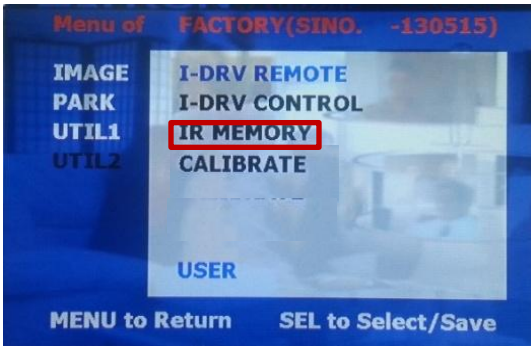 Menu of FACTORY(SINO. -130515)
IMAGE I-DRV REMOTE
PARK I-DRV CONTROL
UTIL1 IR MEMORY
UTIL2 CALIBRATE
USER
MENU to Return SEL to Select/Save